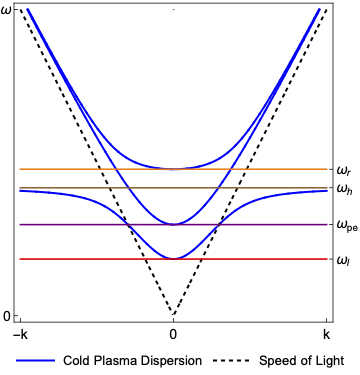 ω
ω_r
ω_h
ω_pe
ω_l
0
−k 0 k
Cold Plasma Dispersion Speed of Light